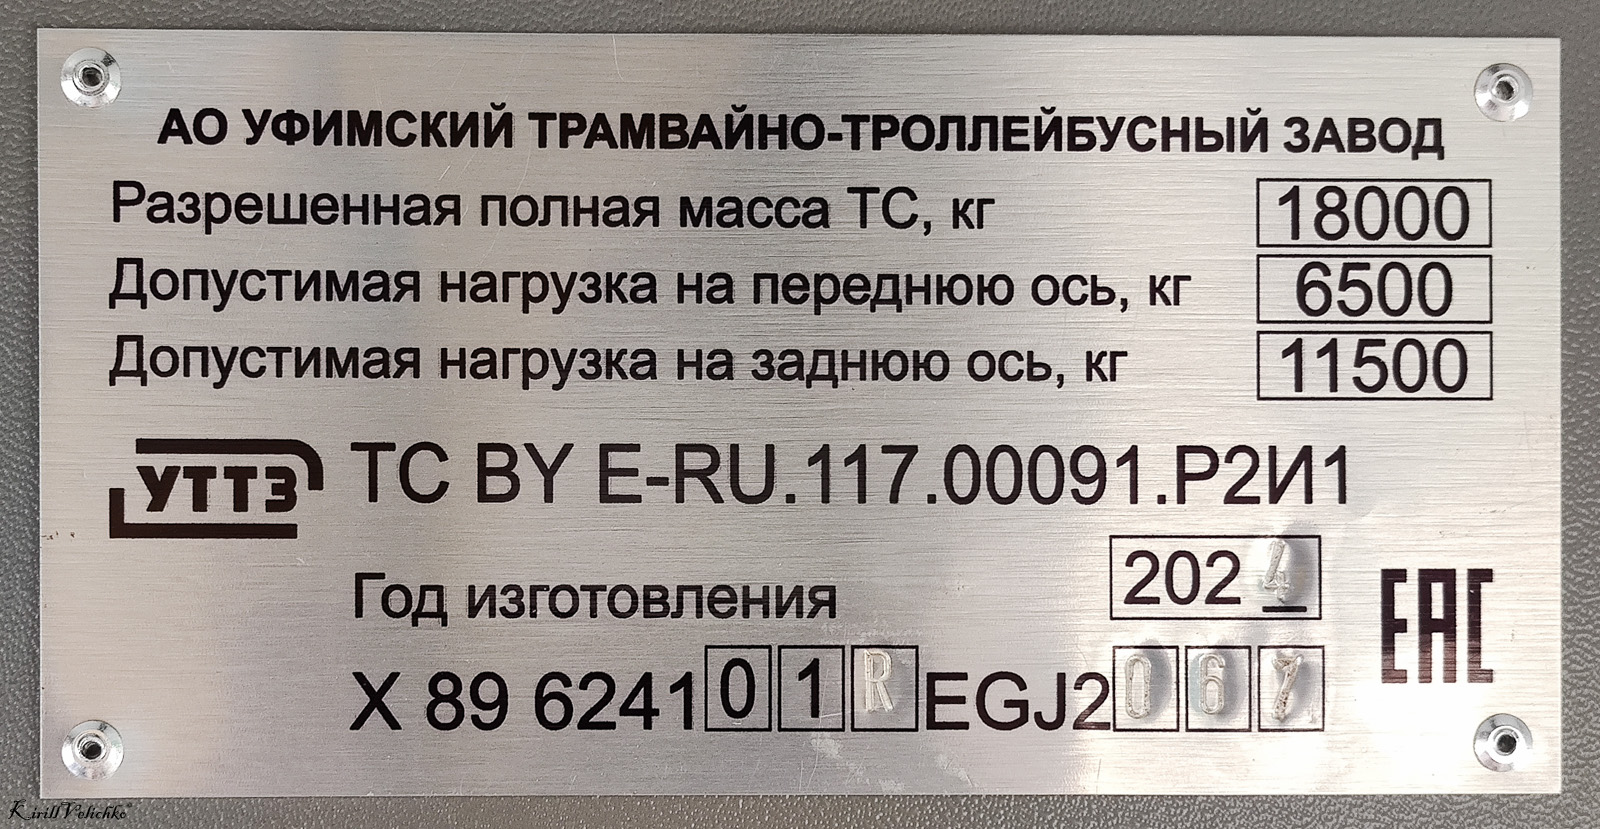 АО УФИМСКИЙ ТРАМВАЙНО-ТРОЛЛЕЙБУСНЫЙ ЗАВОД
Разрешенная полная масса ТС, кг 18000
Допустимая нагрузка на переднюю ось, кг 6500
Допустимая нагрузка на заднюю ось, кг 11500
УТТЗ ТС BY E-RU.117.00091.Р2И1
Год изготовления 2024
EAC
X 89 624101REGJ2067
KirillVelichko